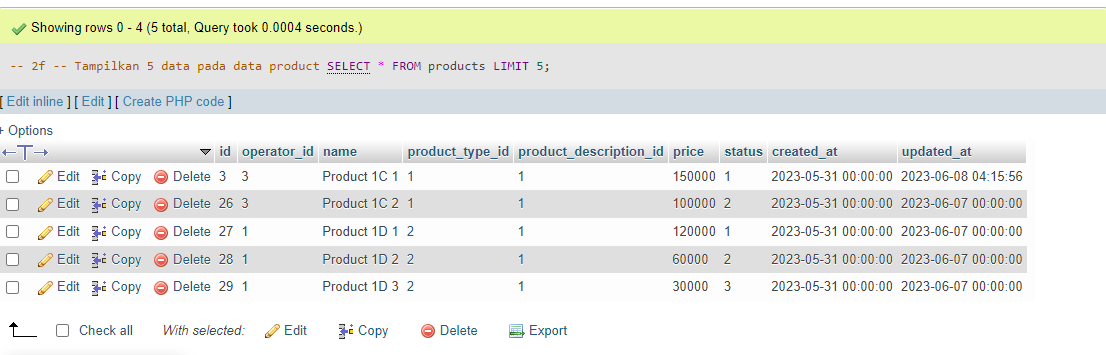 Showing rows 0 - 4 (5 total, Query took 0.0004 seconds.)
-- 2f -- Tampilkan 5 data pada data product SELECT * FROM products LIMIT 5;
[ Edit inline ] [ Edit ] [ Create PHP code ]
+ Options
←T→ id operator_id name product_type_id product_description_id price status created_at updated_at
Edit Copy Delete 3 3 Product 1C 1 1 1 150000 1 2023-05-31 00:00:00 2023-06-08 04:15:56
Edit Copy Delete 26 3 Product 1C 2 1 1 100000 2 2023-05-31 00:00:00 2023-06-07 00:00:00
Edit Copy Delete 27 1 Product 1D 1 2 1 120000 1 2023-05-31 00:00:00 2023-06-07 00:00:00
Edit Copy Delete 28 1 Product 1D 2 2 1 60000 2 2023-05-31 00:00:00 2023-06-07 00:00:00
Edit Copy Delete 29 1 Product 1D 3 2 1 30000 3 2023-05-31 00:00:00 2023-06-07 00:00:00
Check all With selected: Edit Copy Delete Export